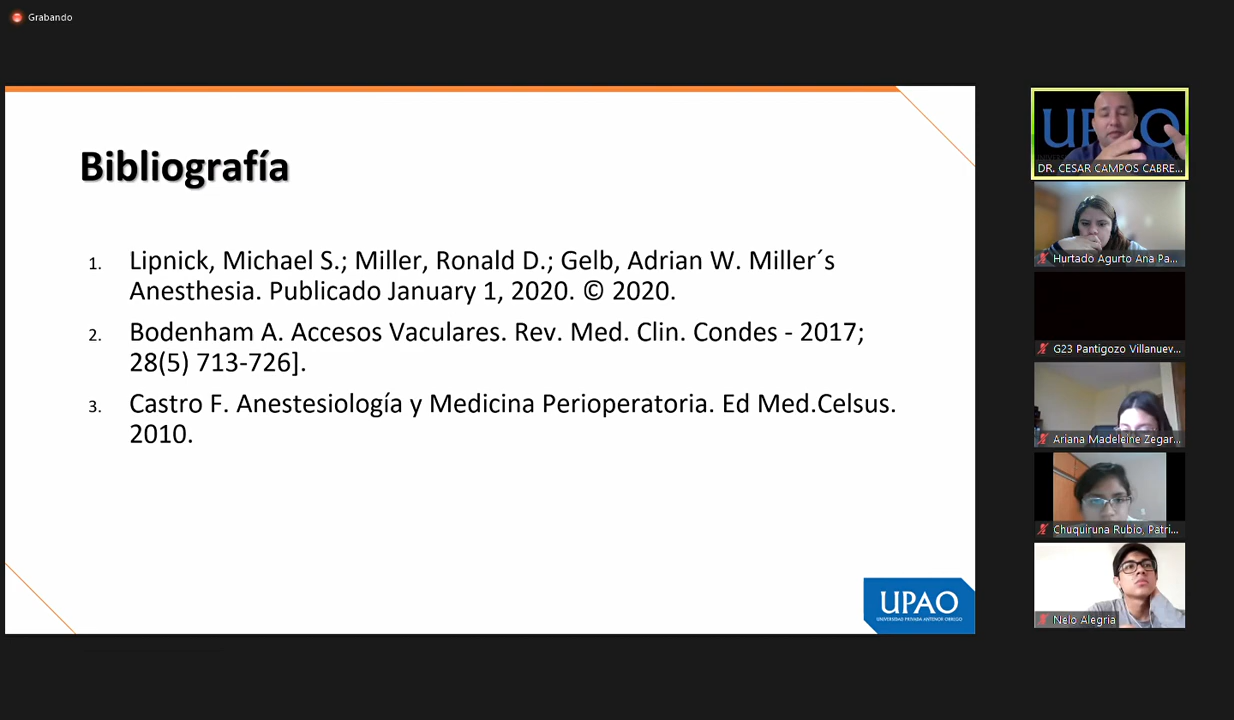 Grabando
Bibliografía
1. Lipnick, Michael S.; Miller, Ronald D.; Gelb, Adrian W. Miller´s
Anesthesia. Publicado January 1, 2020. © 2020.
2. Bodenham A. Accesos Vaculares. Rev. Med. Clin. Condes - 2017;
28(5) 713-726].
3. Castro F. Anestesiología y Medicina Perioperatoria. Ed Med.Celsus.
2010.
UPAO
UNIVERSIDAD PRIVADA ANTENOR ORREGO
UPAO
DR. CESAR CAMPOS CABRE...
Hurtado Agurto Ana Pa...
G23 Pantigozo Villanuev...
Ariana Madeleine Zegar...
Chuquiruna Rubio, Patri...
Nelo Alegria